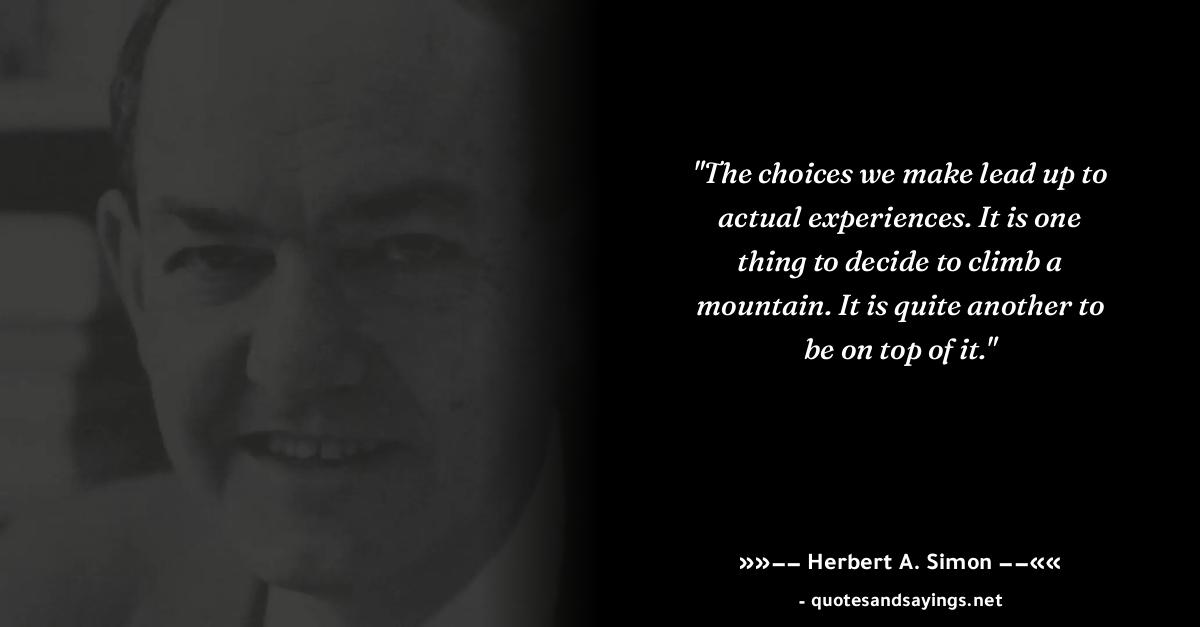 "The choices we make lead up to
actual experiences. It is one
thing to decide to climb a
mountain. It is quite another to
be on top of it."
»»−− Herbert A. Simon −−««
- quotesandsayings.net